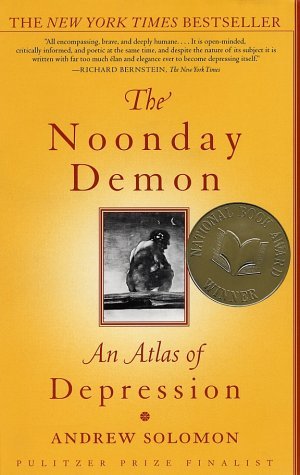 THE NEW YORK TIMES BESTSELLER
"All encompassing, brave, and deeply humane. . . . It is open-minded,
critically informed, and poetic at the same time, and despite the nature of its subject it is
written with far too much élan and elegance ever to become depressing itself."
—RICHARD BERNSTEIN, The New York Times
The
Noonday
Demon
NATIONAL BOOK AWARD
WINNER
An Atlas of
Depression
ANDREW SOLOMON
PULITZER PRIZE FINALIST